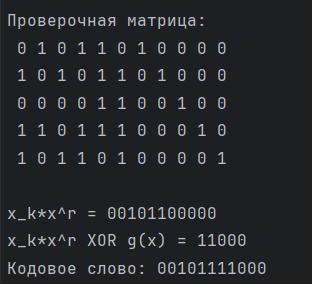 Проверочная матрица:
0 1 0 1 1 0 1 0 0 0 0
1 0 1 0 1 1 0 1 0 0 0
0 0 0 0 1 1 0 0 1 0 0
1 1 0 1 1 1 0 0 0 1 0
1 0 1 1 0 1 0 0 0 0 1
x_k*x^r = 00101100000
x_k*x^r XOR g(x) = 11000
Кодовое слово: 00101111000